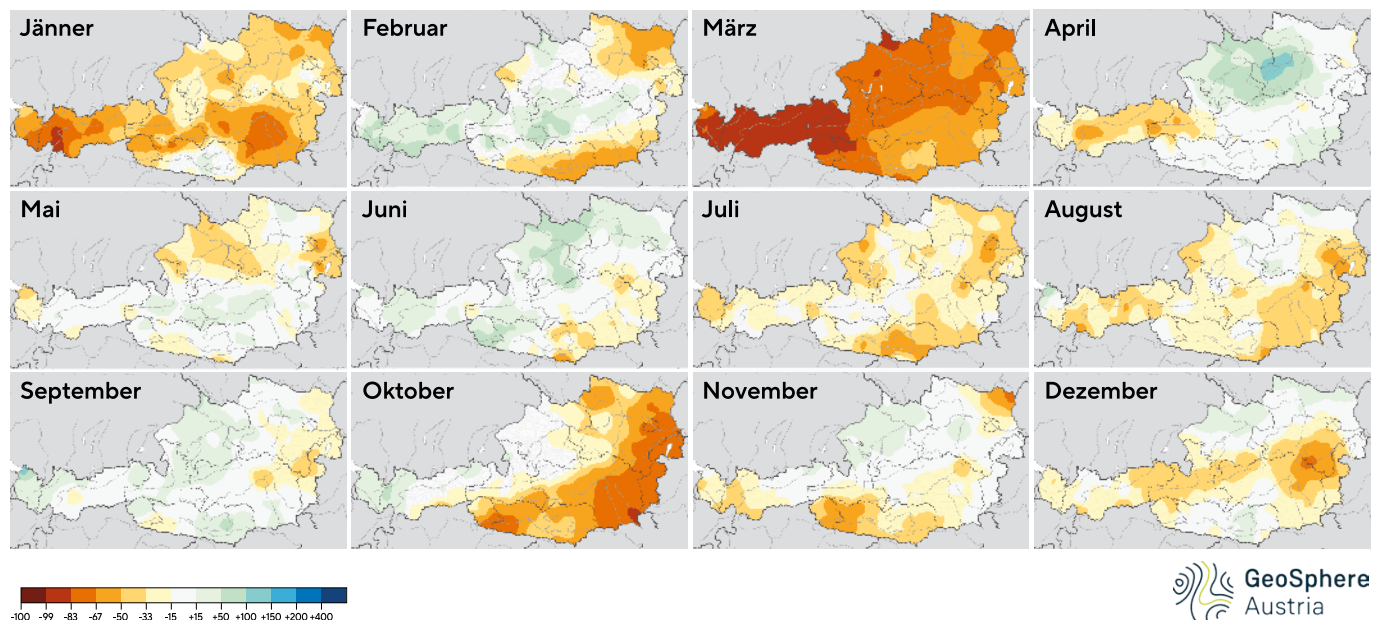 Jänner
Februar
März
April
Mai
Juni
Juli
August
September
Oktober
November
Dezember
-100 -99 -83 -67 -50 -33 -15 +15 +50 +100 +150 +200 +400
GeoSphere
Austria